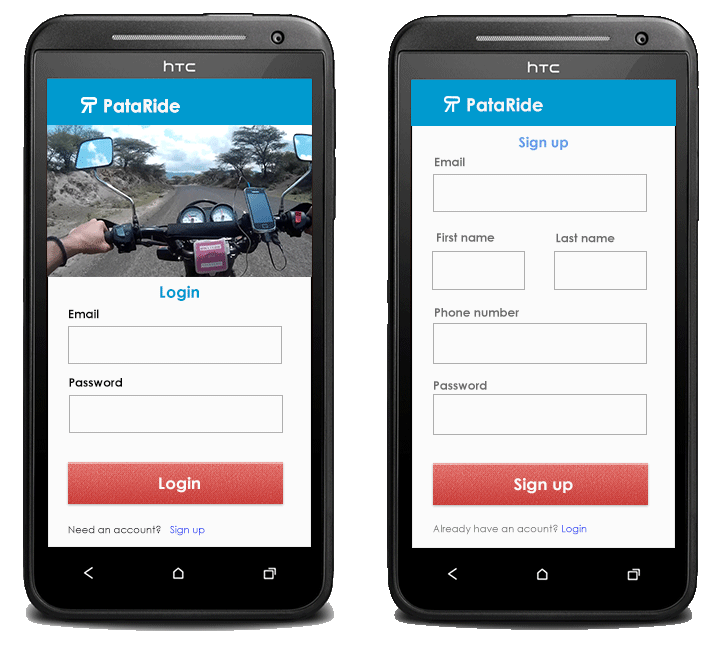 hTC
PataRide
Login
Email
Password
Login
Need an account? Sign up
hTC
PataRide
Sign up
Email
First name Last name
Phone number
Password
Sign up
Already have an acount? Login